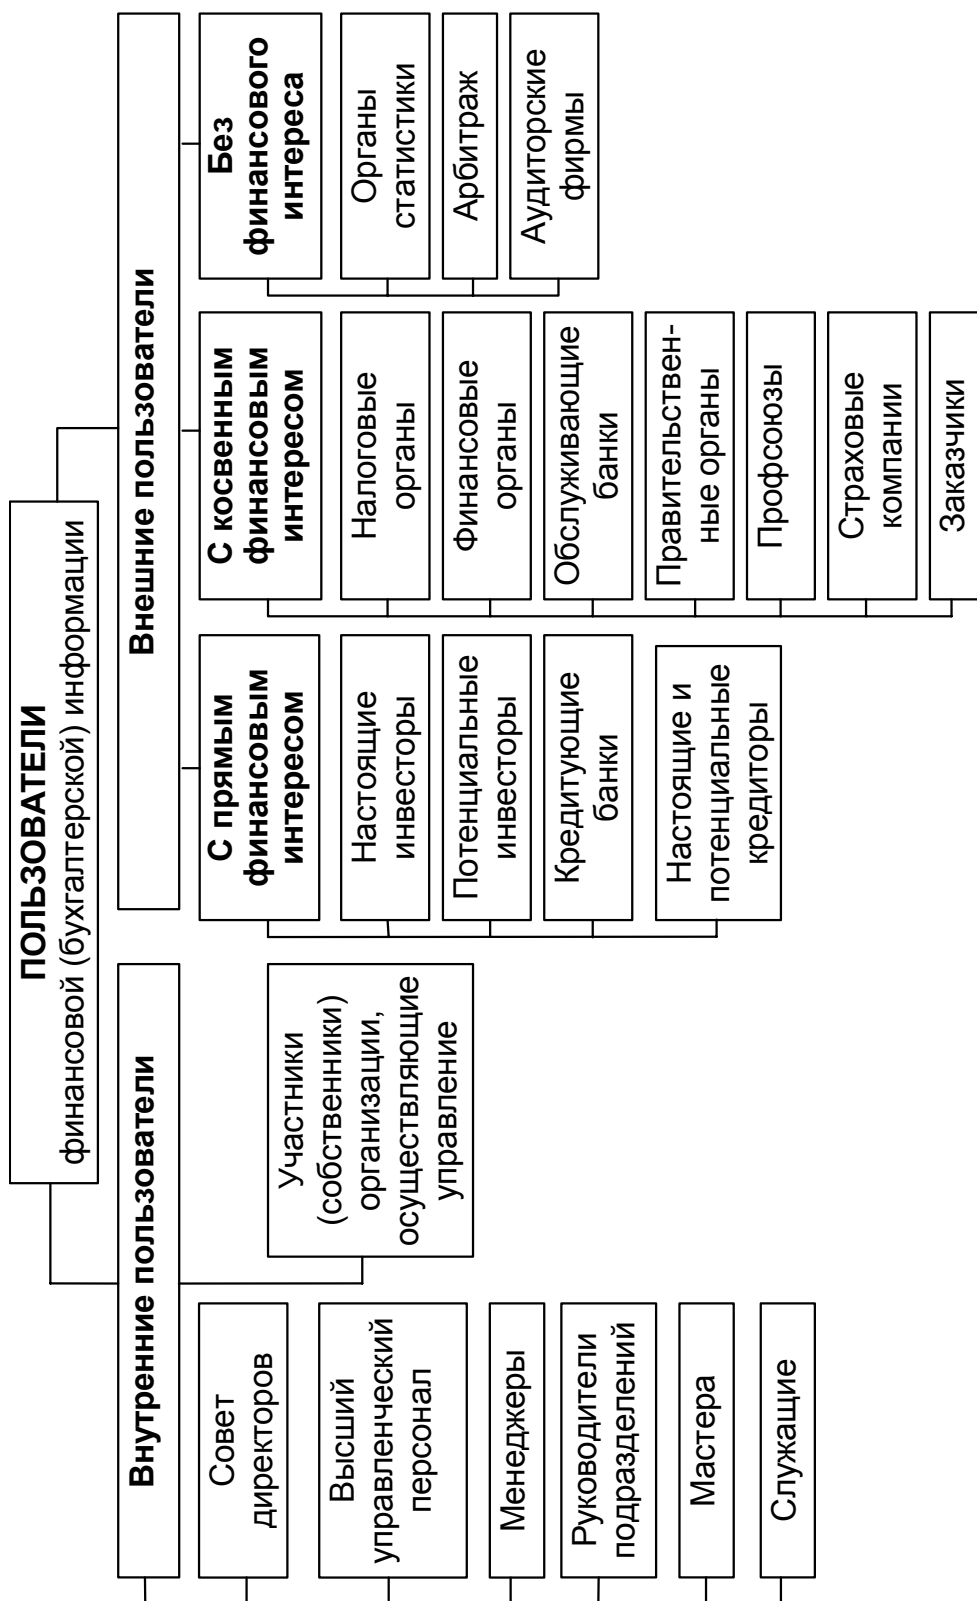 ПОЛЬЗОВАТЕЛИ
финансовой (бухгалтерской) информации
Внутренние пользователи
Совет
директоров
Высший
управленческий
персонал
Менеджеры
Руководители
подразделений
Мастера
Служащие
Участники
(собственники)
организации,
осуществляющие
управление
Внешние пользователи
С прямым
финансовым
интересом
Настоящие
инвесторы
Потенциальные
инвесторы
Кредитующие
банки
Настоящие и
потенциальные
кредиторы
С косвенным
финансовым
интересом
Налоговые
органы
Финансовые
органы
Обслуживающие
банки
Правительствен-
ные органы
Профсоюзы
Страховые
компании
Заказчики
Без
финансового
интереса
Органы
статистики
Арбитраж
Аудиторские
фирмы